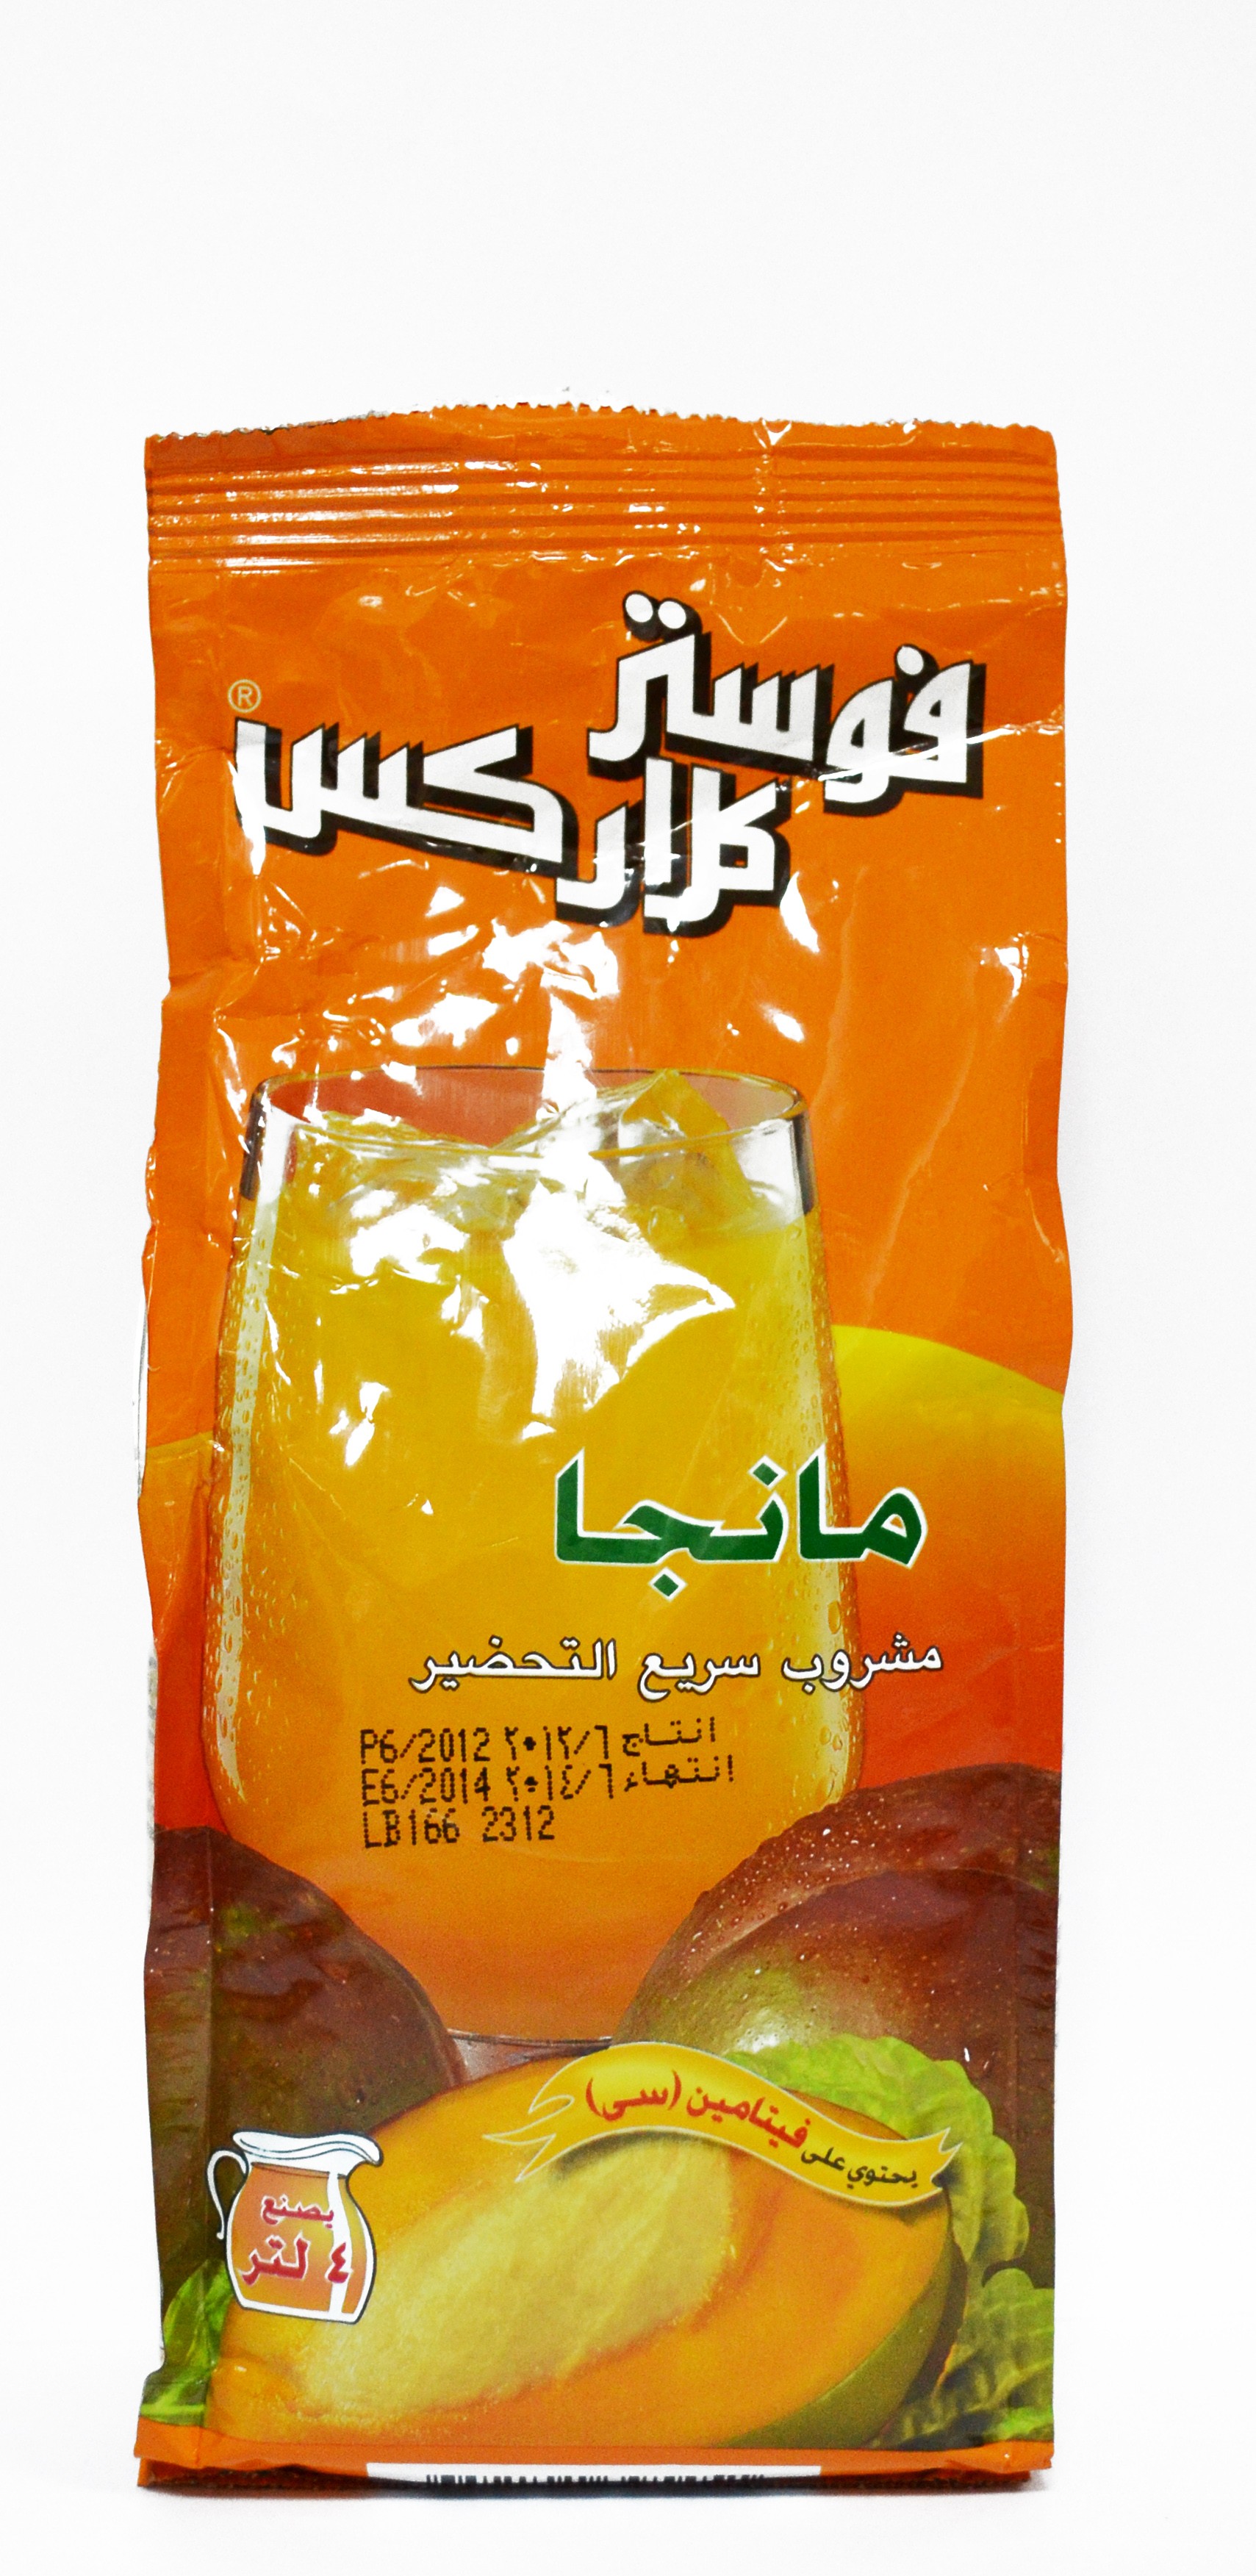 فوستر
كلاركس ®
مانجا
مشروب سريع التحضير
P6/2012 ٢٠١٢/٦ انتاج
E6/2014 ٢٠١٤/٦ انتهاء
LB166 2312
يحتوي على فيتامين (سي)
يصنع
٤ لتر